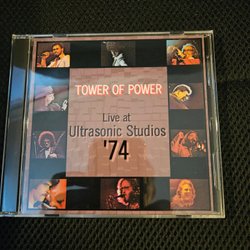 TOWER OF POWER
Live at
Ultrasonic Studios
'74